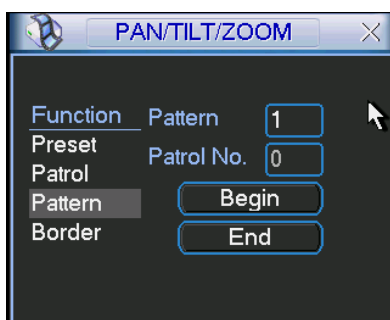 PAN/TILT/ZOOM
Function
Preset
Patrol
Pattern
Border
Pattern 1
Patrol No. 0
Begin
End